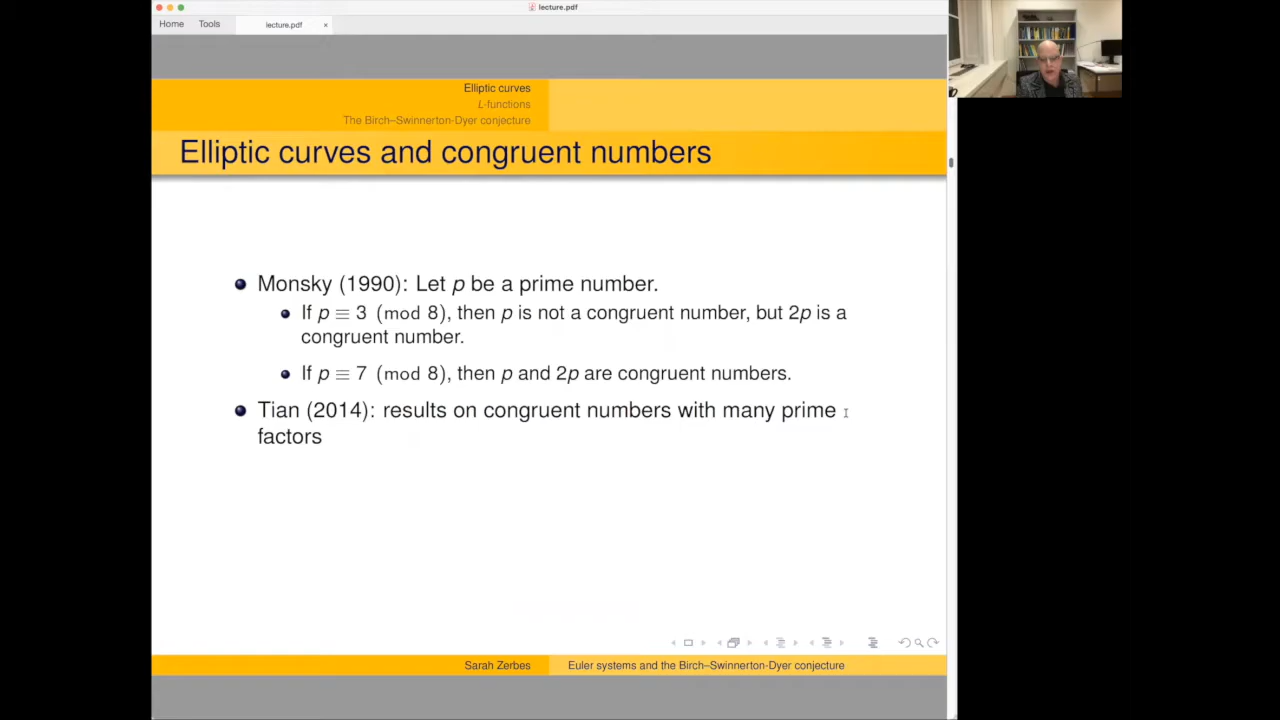 lecture.pdf
Home Tools lecture.pdf ×
Elliptic curves
L-functions
The Birch–Swinnerton-Dyer conjecture
Elliptic curves and congruent numbers
Monsky (1990): Let p be a prime number.
If p ≡ 3 (mod 8), then p is not a congruent number, but 2p is a
congruent number.
If p ≡ 7 (mod 8), then p and 2p are congruent numbers.
Tian (2014): results on congruent numbers with many prime
factors
Sarah Zerbes Euler systems and the Birch–Swinnerton-Dyer conjecture